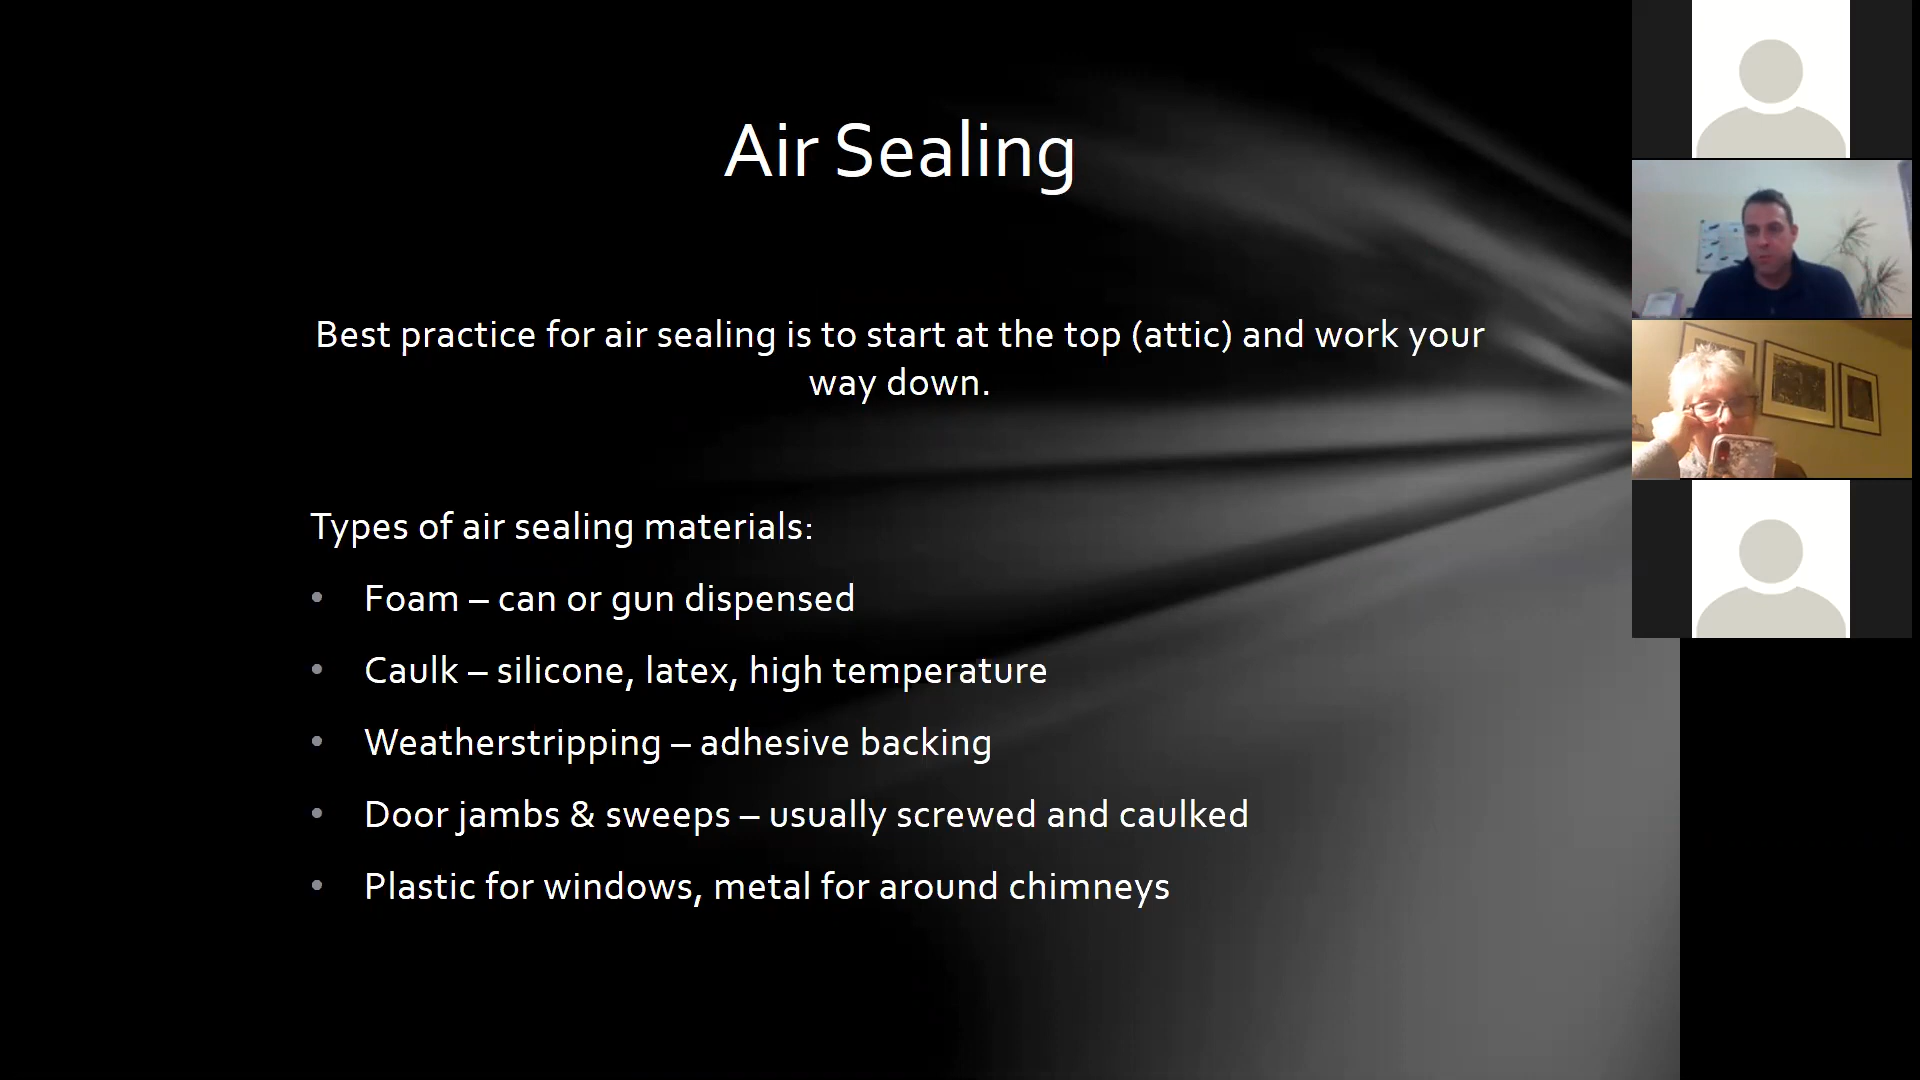 Air Sealing
Best practice for air sealing is to start at the top (attic) and work your
way down.
Types of air sealing materials:
• Foam – can or gun dispensed
• Caulk – silicone, latex, high temperature
• Weatherstripping – adhesive backing
• Door jambs & sweeps – usually screwed and caulked
• Plastic for windows, metal for around chimneys